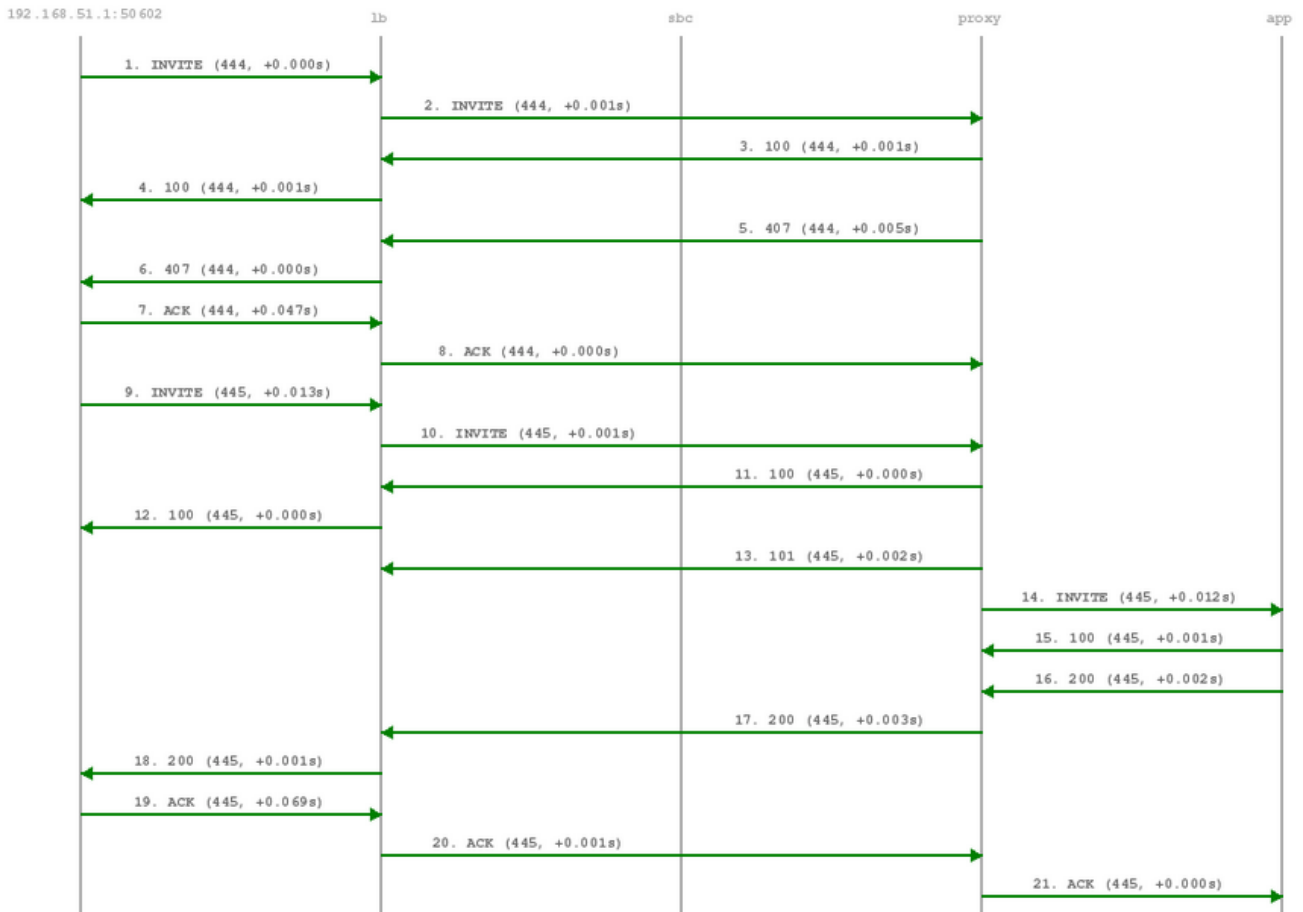 192.168.51.1:50602
lb
sbc
proxy
app
1. INVITE (444, +0.000s)
2. INVITE (444, +0.001s)
3. 100 (444, +0.001s)
4. 100 (444, +0.001s)
5. 407 (444, +0.005s)
6. 407 (444, +0.000s)
7. ACK (444, +0.047s)
8. ACK (444, +0.000s)
9. INVITE (445, +0.013s)
10. INVITE (445, +0.001s)
11. 100 (445, +0.000s)
12. 100 (445, +0.000s)
13. 101 (445, +0.002s)
14. INVITE (445, +0.012s)
15. 100 (445, +0.001s)
16. 200 (445, +0.002s)
17. 200 (445, +0.003s)
18. 200 (445, +0.001s)
19. ACK (445, +0.069s)
20. ACK (445, +0.001s)
21. ACK (445, +0.000s)